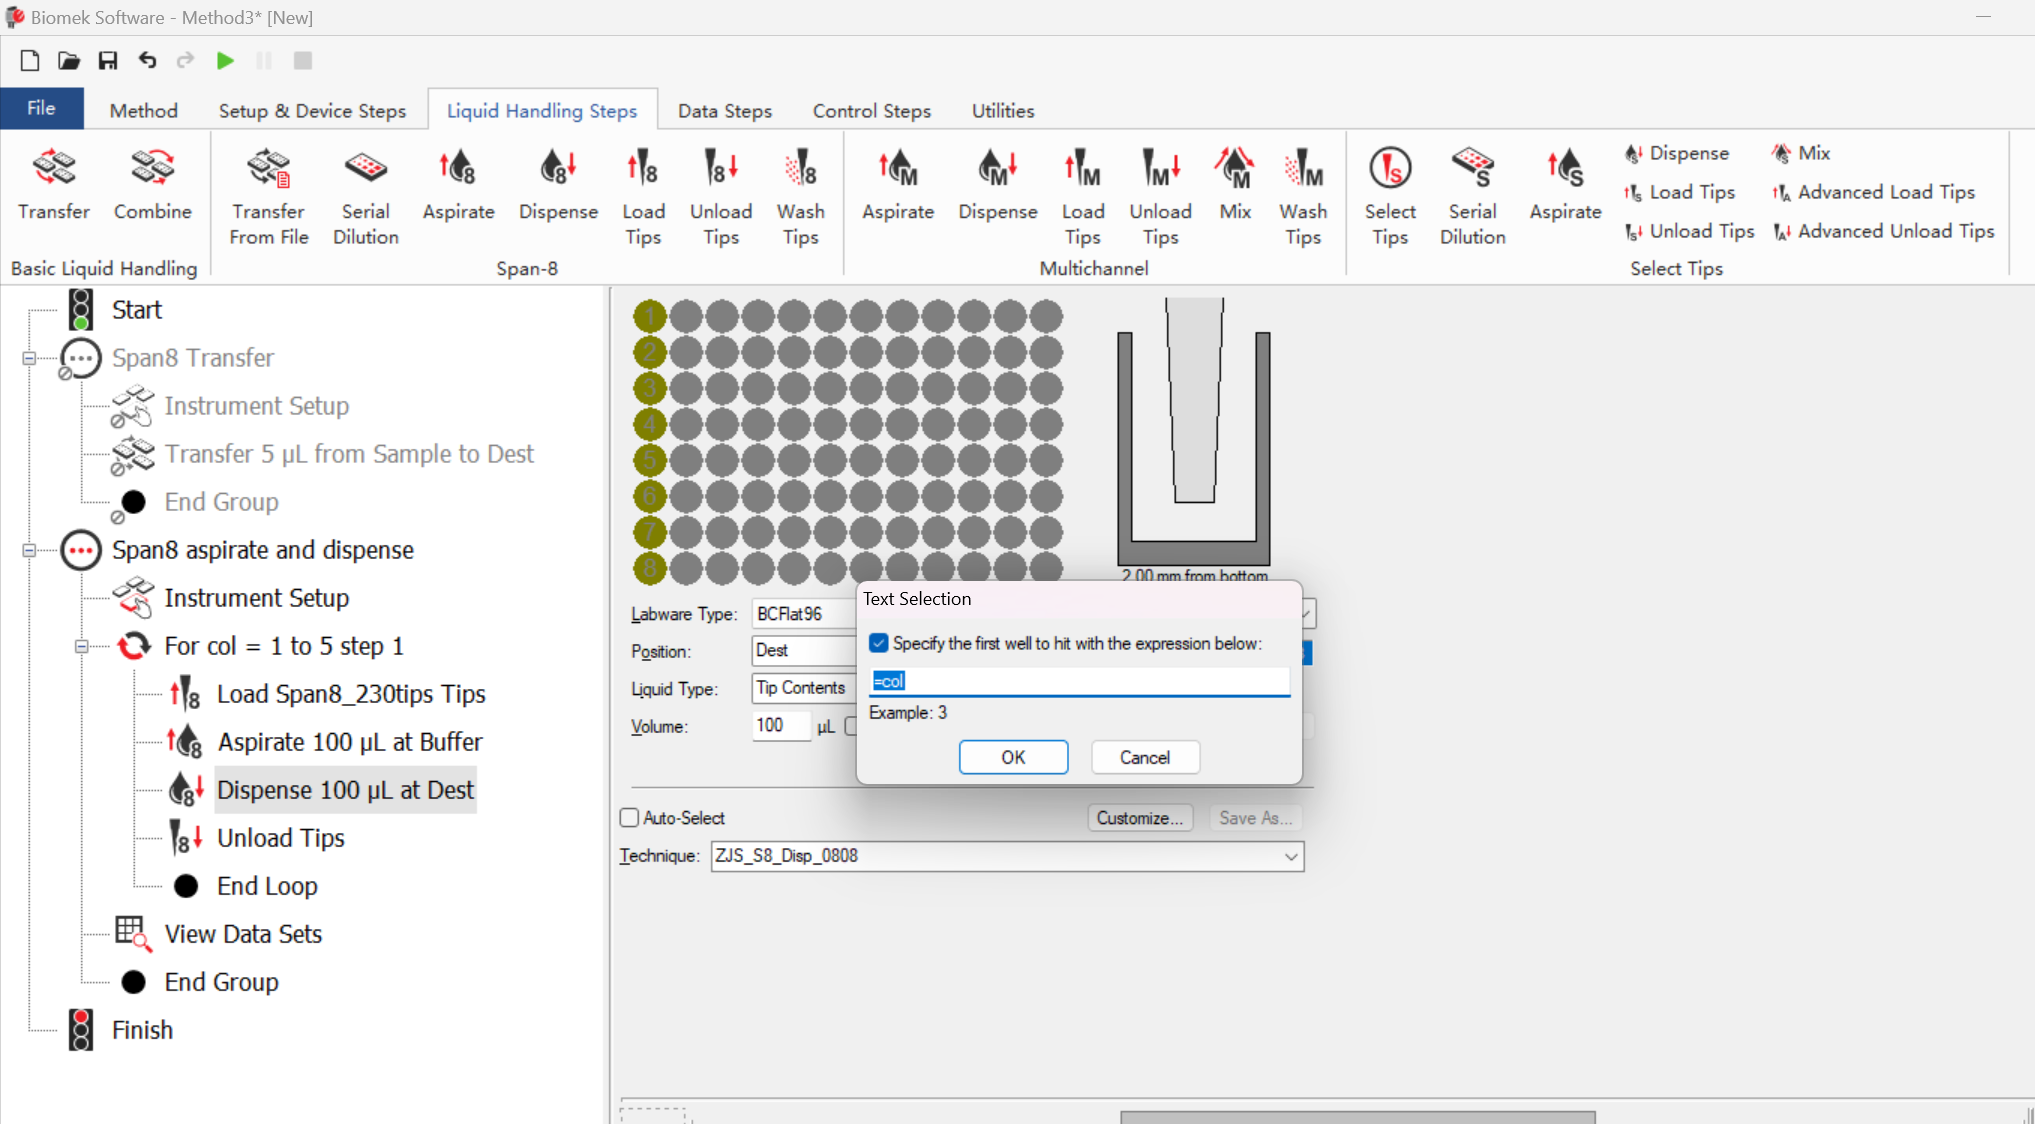 Biomek Software - Method3* [New]
File Method Setup & Device Steps Liquid Handling Steps Data Steps Control Steps Utilities
Transfer Combine
Basic Liquid Handling
Transfer From File Serial Dilution Aspirate Dispense Load Tips Unload Tips Wash Tips
Span-8
Aspirate Dispense Load Tips Unload Tips Mix Wash Tips
Multichannel
Select Tips Serial Dilution Aspirate
Dispense Mix
Load Tips Advanced Load Tips
Unload Tips Advanced Unload Tips
Select Tips
Start
Span8 Transfer
Instrument Setup
Transfer 5 µL from Sample to Dest
End Group
Span8 aspirate and dispense
Instrument Setup
For col = 1 to 5 step 1
Load Span8_230tips Tips
Aspirate 100 µL at Buffer
Dispense 100 µL at Dest
Unload Tips
End Loop
View Data Sets
End Group
Finish
1
2
3
4
5
6
7
8
2.00 mm from bottom
Labware Type: BCFlat96
Position: Dest
Liquid Type: Tip Contents
Volume: 100 µL
Text Selection
Specify the first well to hit with the expression below:
=col
Example: 3
OK Cancel
Auto-Select Customize... Save As...
Technique: ZJS_S8_Disp_0808